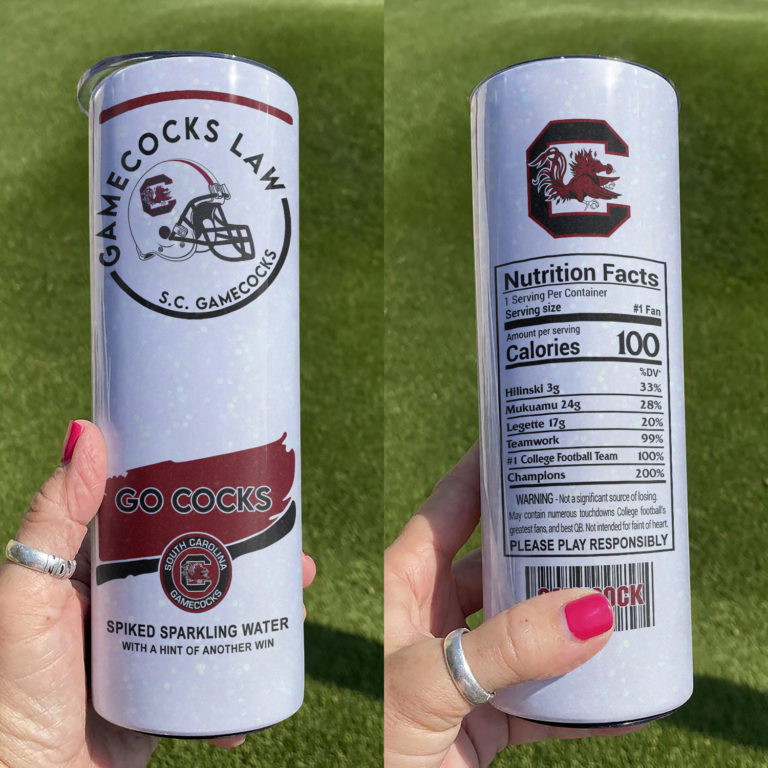 GAMECOCKS LAW
S.C. GAMECOCKS
GO COCKS
SOUTH CAROLINA
GAMECOCKS
SPIKED SPARKLING WATER
WITH A HINT OF ANOTHER WIN
Nutrition Facts
1 Serving Per Container
Serving size #1 Fan
Amount per serving
Calories 100
%DV*
Hilinski 3g 33%
Mukuamu 24g 28%
Legette 17g 20%
Teamwork 99%
#1 College Football Team 100%
Champions 200%
WARNING - Not a significant source of losing.
May contain numerous touchdowns College football's
greatest fans, and best QB. Not intended for faint of heart.
PLEASE PLAY RESPONSIBLY